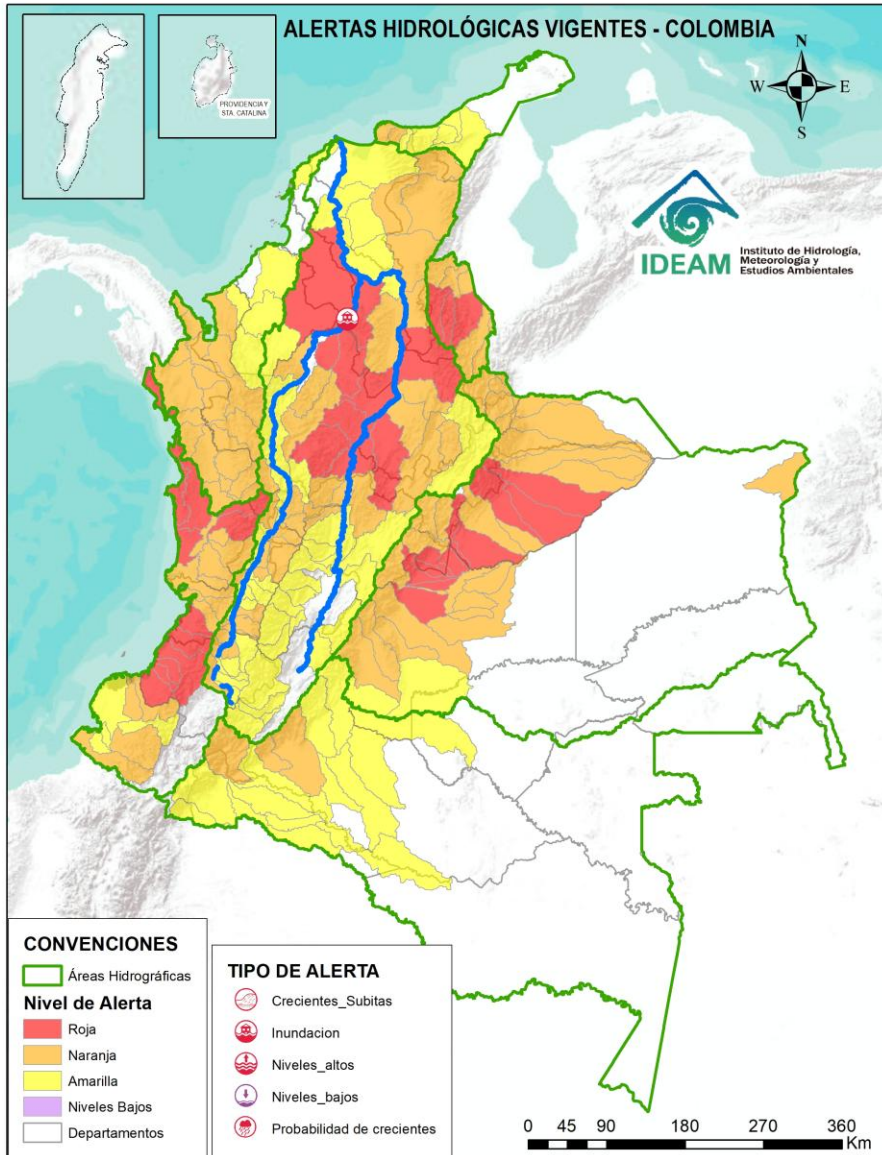 ALERTAS HIDROLÓGICAS VIGENTES - COLOMBIA
PROVIDENCIA Y
STA. CATALINA
N
W
E
S
IDEAM
Instituto de Hidrología,
Meteorología y
Estudios Ambientales
CONVENCIONES
Áreas Hidrográficas
Nivel de Alerta
Roja
Naranja
Amarilla
Niveles Bajos
Departamentos
TIPO DE ALERTA
Crecientes_Subitas
Inundacion
Niveles_altos
Niveles_bajos
Probabilidad de crecientes
0 45 90 180 270 360
Km